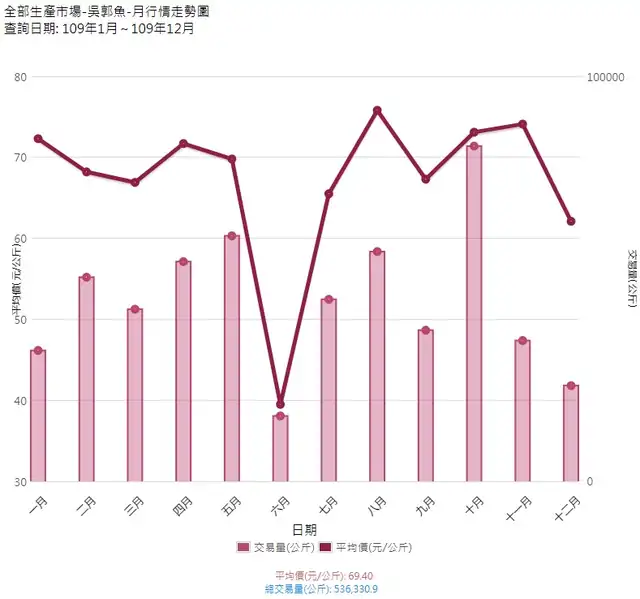 全部生產市場-吳郭魚-月行情走勢圖
查詢日期: 109年1月～109年12月
80
100000
70
60
平均價(元/公斤)
交易量(公斤)
50
40
30
0
一月
二月
三月
四月
五月
六月
七月
八月
九月
十月
十一月
十二月
日期
交易量(公斤) 平均價(元/公斤)
平均價(元/公斤): 69.40
總交易量(公斤): 536,330.9